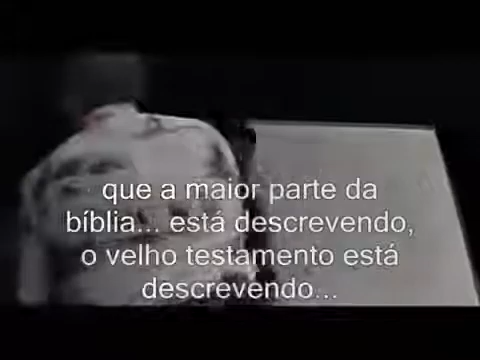 que a maior parte da
bíblia... está descrevendo,
o velho testamento está
descrevendo...